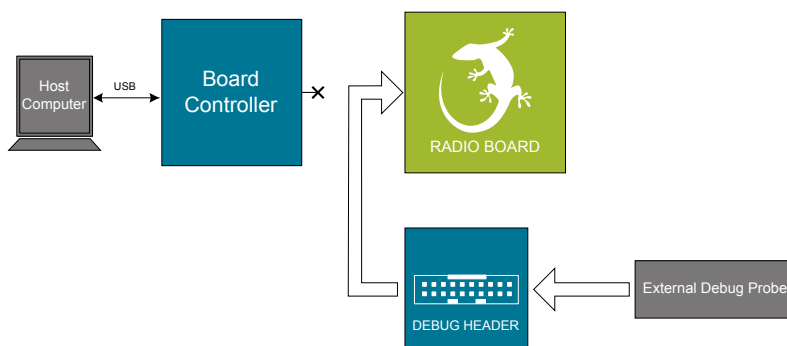 Host
Computer
USB
Board
Controller
RADIO BOARD
DEBUG HEADER
External Debug Probe